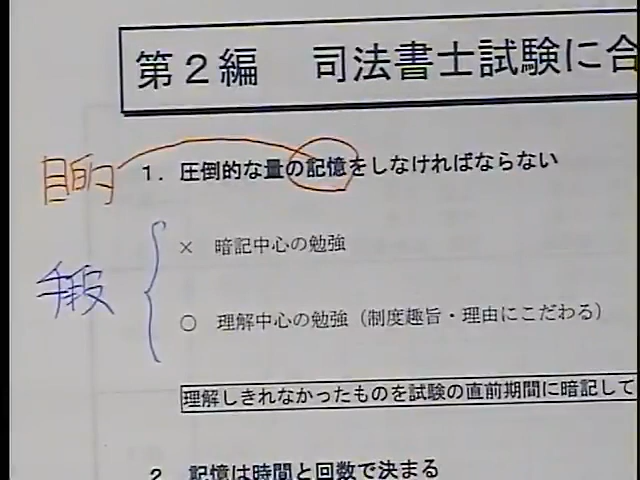 第2編　司法書士試験に合
目的
1．圧倒的な量の記憶をしなければならない
手段
×　暗記中心の勉強
○　理解中心の勉強（制度趣旨・理由にこだわる）
理解しきれなかったものを試験の直前期間に暗記して
2　記憶は時間と回数で決まる